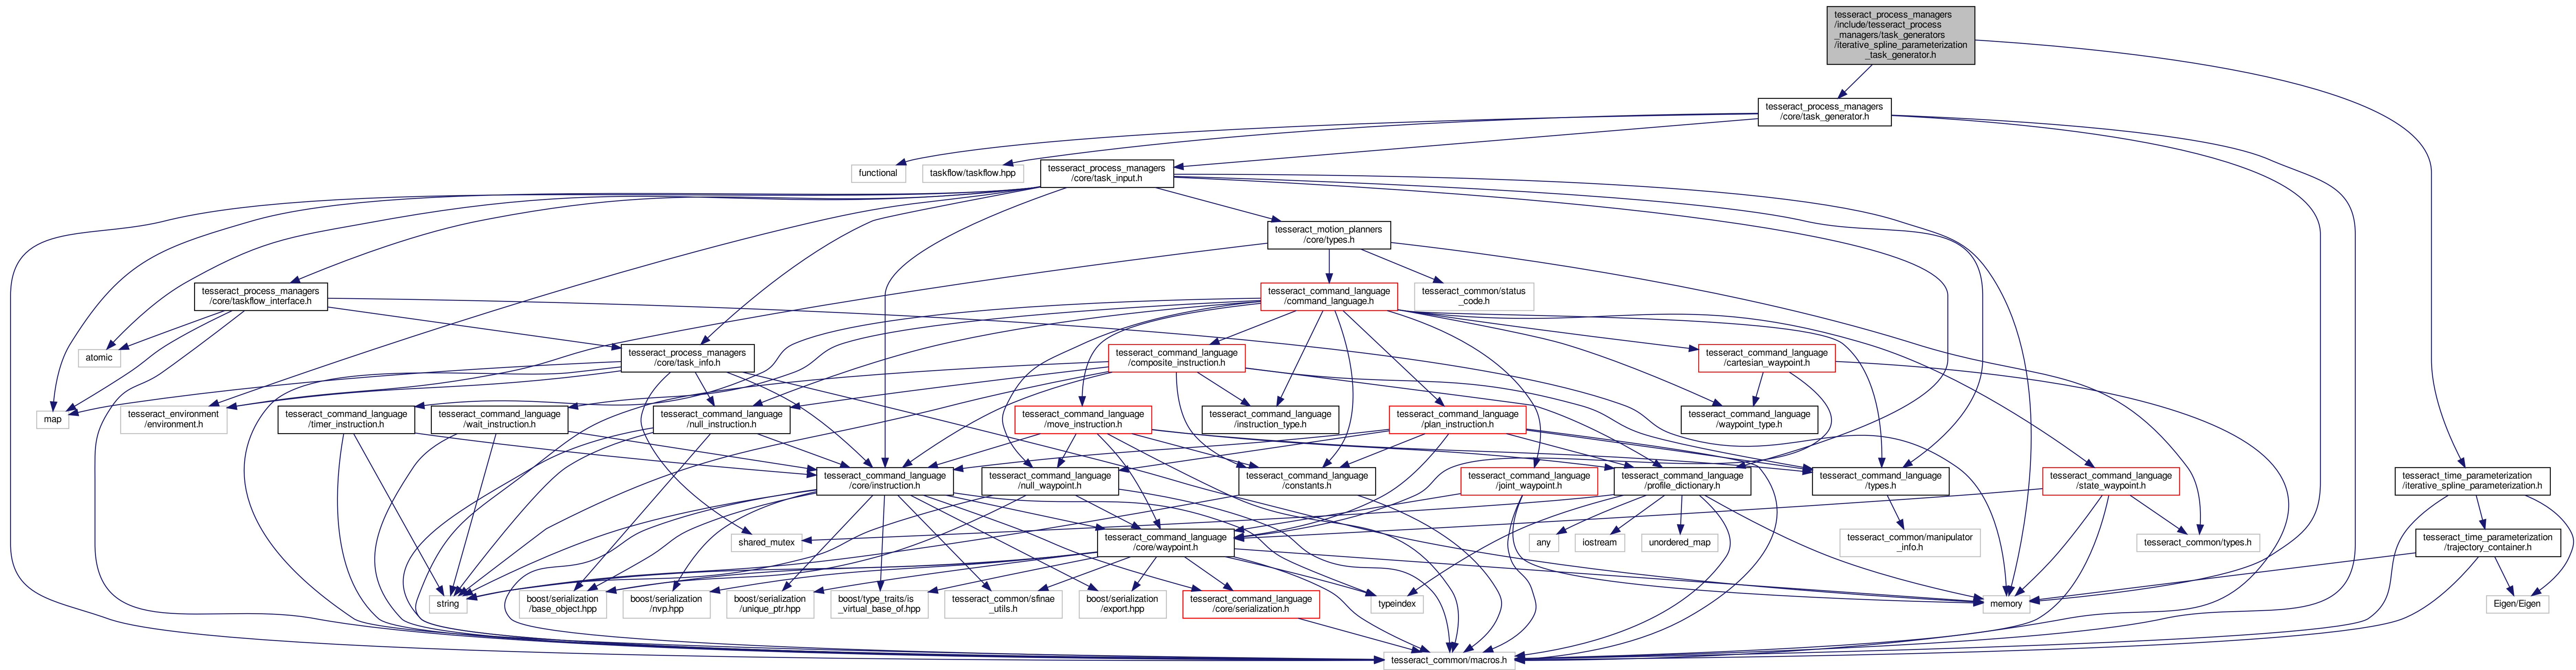 tesseract_process_managers
/include/tesseract_process
_managers/task_generators
/iterative_spline_parameterization
_task_generator.h
tesseract_process_managers
/core/task_generator.h
functional
taskflow/taskflow.hpp
tesseract_process_managers
/core/task_input.h
tesseract_motion_planners
/core/types.h
tesseract_process_managers
/core/taskflow_interface.h
tesseract_command_language
/command_language.h
tesseract_common/status
_code.h
atomic
tesseract_process_managers
/core/task_info.h
tesseract_command_language
/composite_instruction.h
tesseract_command_language
/cartesian_waypoint.h
map
tesseract_environment
/environment.h
tesseract_command_language
/timer_instruction.h
tesseract_command_language
/wait_instruction.h
tesseract_command_language
/null_instruction.h
tesseract_command_language
/move_instruction.h
tesseract_command_language
/instruction_type.h
tesseract_command_language
/plan_instruction.h
tesseract_command_language
/waypoint_type.h
tesseract_command_language
/core/instruction.h
tesseract_command_language
/null_waypoint.h
tesseract_command_language
/constants.h
tesseract_command_language
/joint_waypoint.h
tesseract_command_language
/profile_dictionary.h
tesseract_command_language
/types.h
tesseract_command_language
/state_waypoint.h
tesseract_time_parameterization
/iterative_spline_parameterization.h
shared_mutex
tesseract_command_language
/core/waypoint.h
any
iostream
unordered_map
tesseract_common/manipulator
_info.h
tesseract_common/types.h
tesseract_time_parameterization
/trajectory_container.h
string
boost/serialization
/base_object.hpp
boost/serialization
/nvp.hpp
boost/serialization
/unique_ptr.hpp
boost/type_traits/is
_virtual_base_of.hpp
tesseract_common/sfinae
_utils.h
boost/serialization
/export.hpp
tesseract_command_language
/core/serialization.h
typeindex
memory
Eigen/Eigen
tesseract_common/macros.h